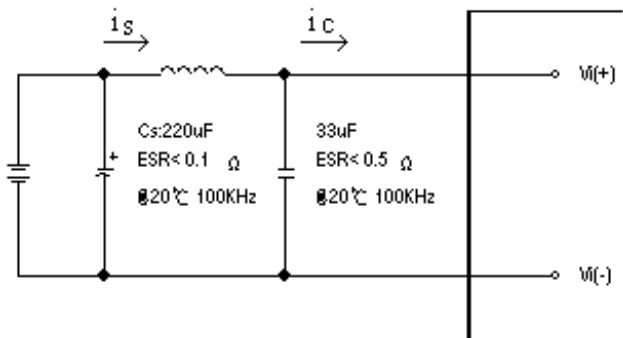 is
ic
Vi(+)
Cs:220uF
ESR< 0.1 Ω
@20℃ 100KHz
33uF
ESR< 0.5 Ω
@20℃ 100KHz
+
Vi(-)